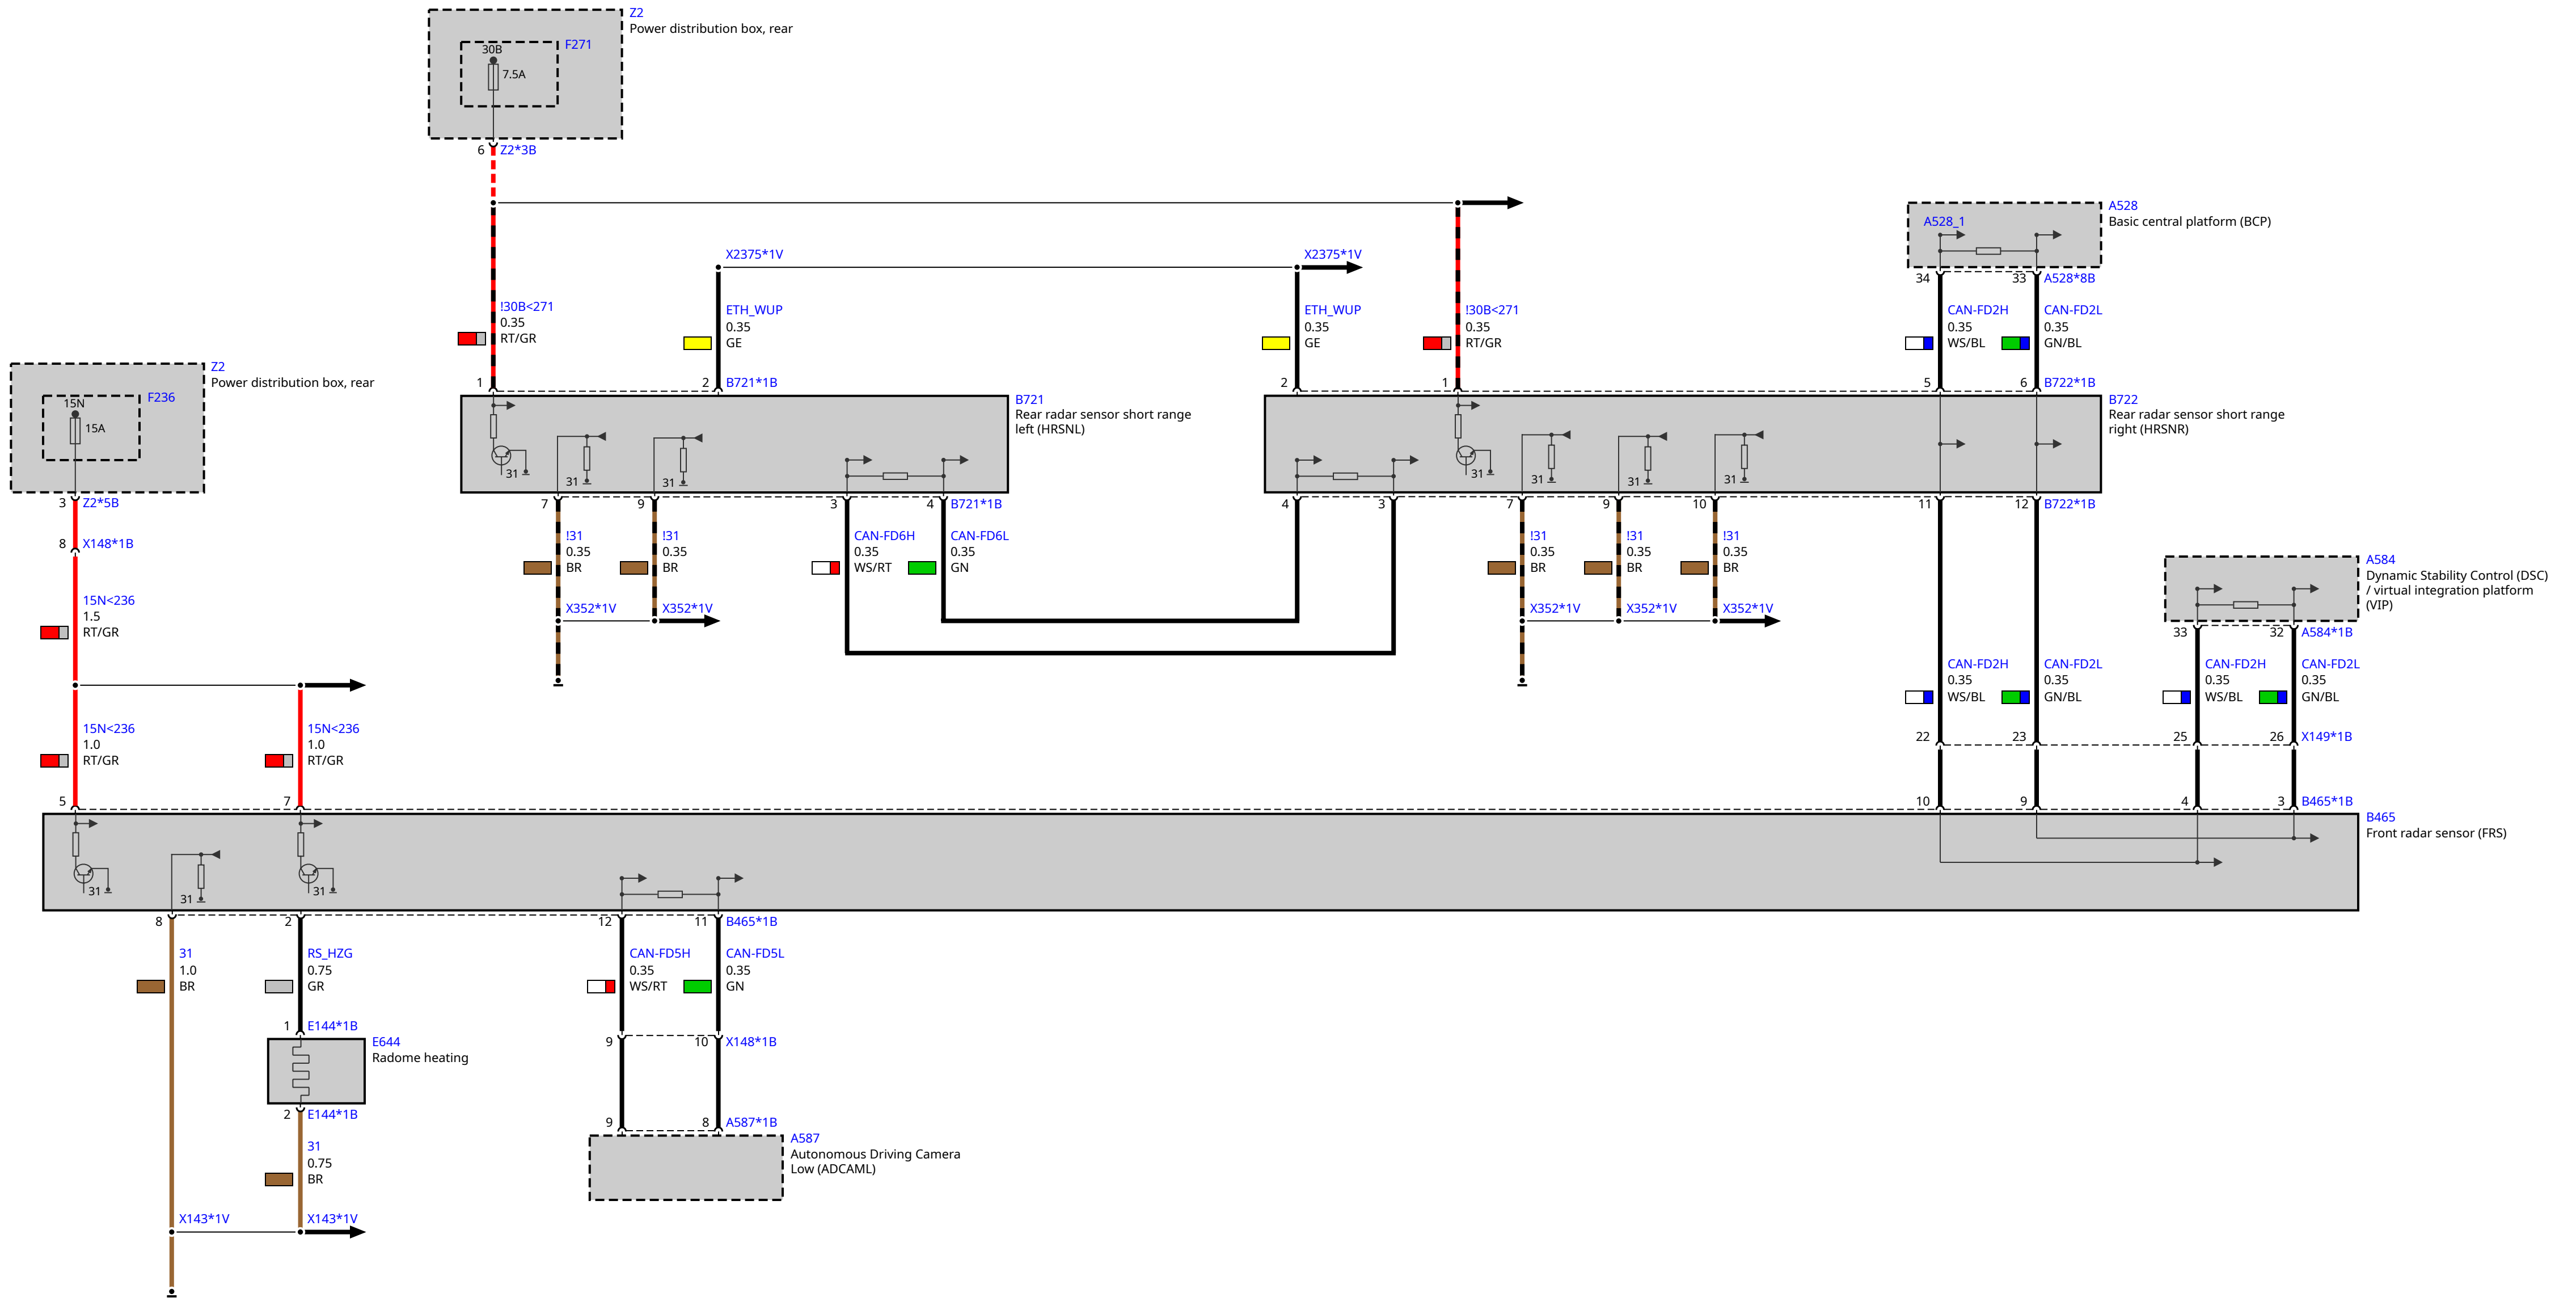 Z2
Power distribution box, rear
30B
F271
7.5A
6
Z2*3B
A528
Basic central platform (BCP)
A528_1
X2375*1V
X2375*1V
34
33
A528*8B
!30B<271
0.35
RT/GR
ETH_WUP
0.35
GE
ETH_WUP
0.35
GE
!30B<271
0.35
RT/GR
CAN-FD2H
0.35
WS/BL
CAN-FD2L
0.35
GN/BL
Z2
Power distribution box, rear
15N
F236
15A
1
2
B721*1B
2
1
5
6
B722*1B
B721
Rear radar sensor short range
left (HRSNL)
31
31
31
B722
Rear radar sensor short range
right (HRSNR)
31
31
31
31
3
Z2*5B
7
9
3
4
B721*1B
4
3
7
9
10
11
12
B722*1B
8
X148*1B
!31
0.35
BR
!31
0.35
BR
CAN-FD6H
0.35
WS/RT
CAN-FD6L
0.35
GN
!31
0.35
BR
!31
0.35
BR
!31
0.35
BR
A584
Dynamic Stability Control (DSC)
/ virtual integration platform
(VIP)
15N<236
1.5
RT/GR
X352*1V
X352*1V
X352*1V
X352*1V
X352*1V
33
32
A584*1B
CAN-FD2H
0.35
WS/BL
CAN-FD2L
0.35
GN/BL
CAN-FD2H
0.35
WS/BL
CAN-FD2L
0.35
GN/BL
15N<236
1.0
RT/GR
15N<236
1.0
RT/GR
22
23
25
26
X149*1B
5
7
10
9
4
3
B465*1B
B465
Front radar sensor (FRS)
31
31
31
8
2
12
11
B465*1B
31
1.0
BR
RS_HZG
0.75
GR
CAN-FD5H
0.35
WS/RT
CAN-FD5L
0.35
GN
1
E144*1B
9
10
X148*1B
E644
Radome heating
2
E144*1B
9
8
A587*1B
A587
Autonomous Driving Camera
Low (ADCAML)
31
0.75
BR
X143*1V
X143*1V